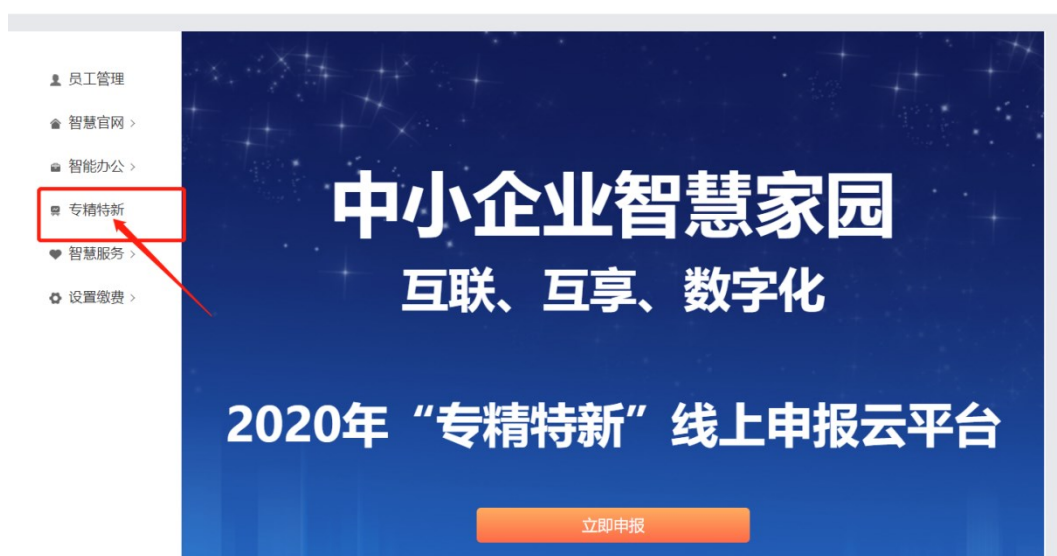 员工管理
智慧官网 >
智能办公 >
专精特新
智慧服务 >
设置缴费 >
中小企业智慧家园
互联、互享、数字化
2020年“专精特新”线上申报云平台
立即申报